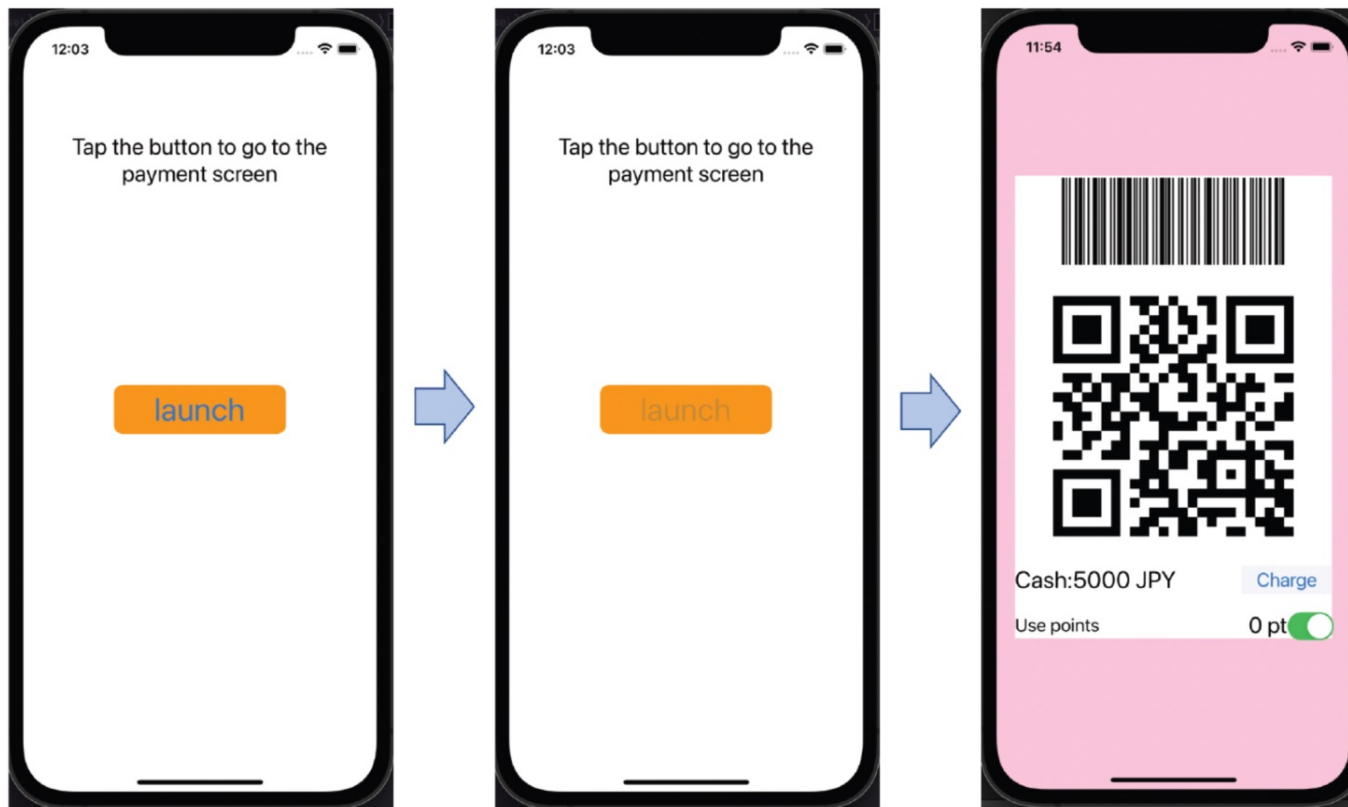 12:03
Tap the button to go to the
payment screen
launch
12:03
Tap the button to go to the
payment screen
launch
11:54
Cash:5000 JPY
Charge
Use points
0 pt